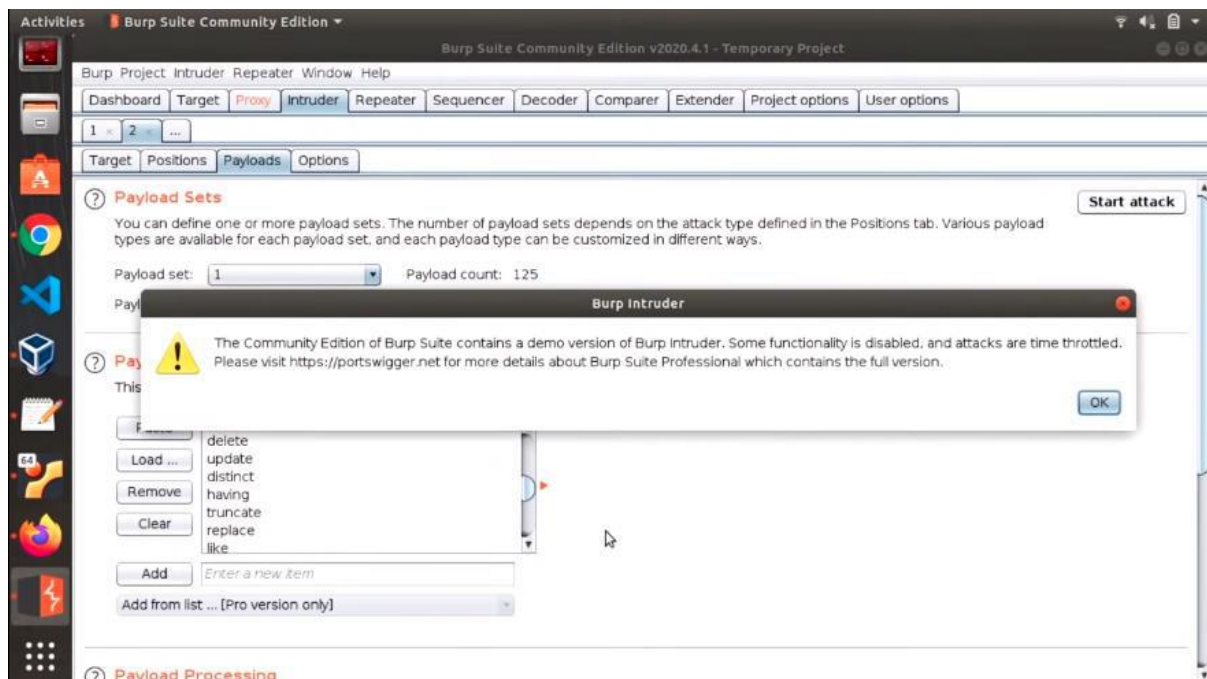 Activities Burp Suite Community Edition
Burp Suite Community Edition v2020.4.1 - Temporary Project
Burp Project Intruder Repeater Window Help
Dashboard Target Proxy Intruder Repeater Sequencer Decoder Comparer Extender Project options User options
1 × 2 × ...
Target Positions Payloads Options
? Payload Sets
Start attack
You can define one or more payload sets. The number of payload sets depends on the attack type defined in the Positions tab. Various payload
types are available for each payload set, and each payload type can be customized in different ways.
Payload set: 1 Payload count: 125
Payl
Burp Intruder
The Community Edition of Burp Suite contains a demo version of Burp Intruder. Some functionality is disabled, and attacks are time throttled.
Please visit https://portswigger.net for more details about Burp Suite Professional which contains the full version.
OK
? Pay
This
delete
Load ... update
distinct
Remove having
truncate
Clear replace
like
Add Enter a new item
Add from list ... [Pro version only]
? Payload Processing
64